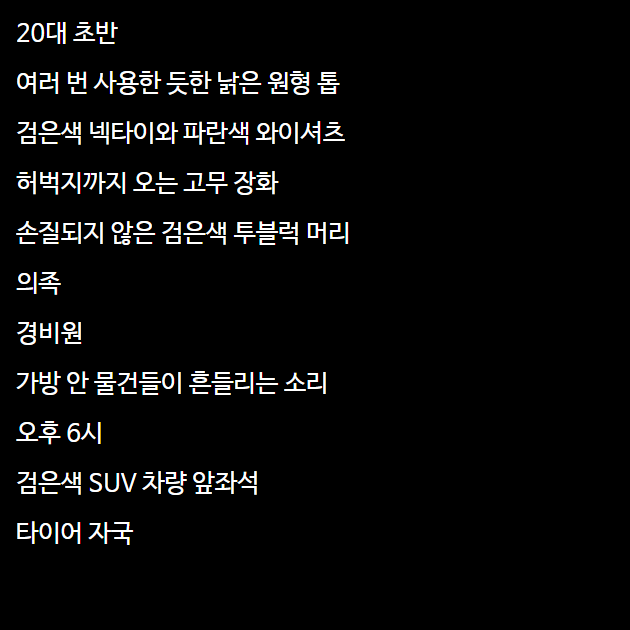 20대 초반
여러 번 사용한 듯한 낡은 원형 톱
검은색 넥타이와 파란색 와이셔츠
허벅지까지 오는 고무 장화
손질되지 않은 검은색 투블럭 머리
의족
경비원
가방 안 물건들이 흔들리는 소리
오후 6시
검은색 SUV 차량 앞좌석
타이어 자국